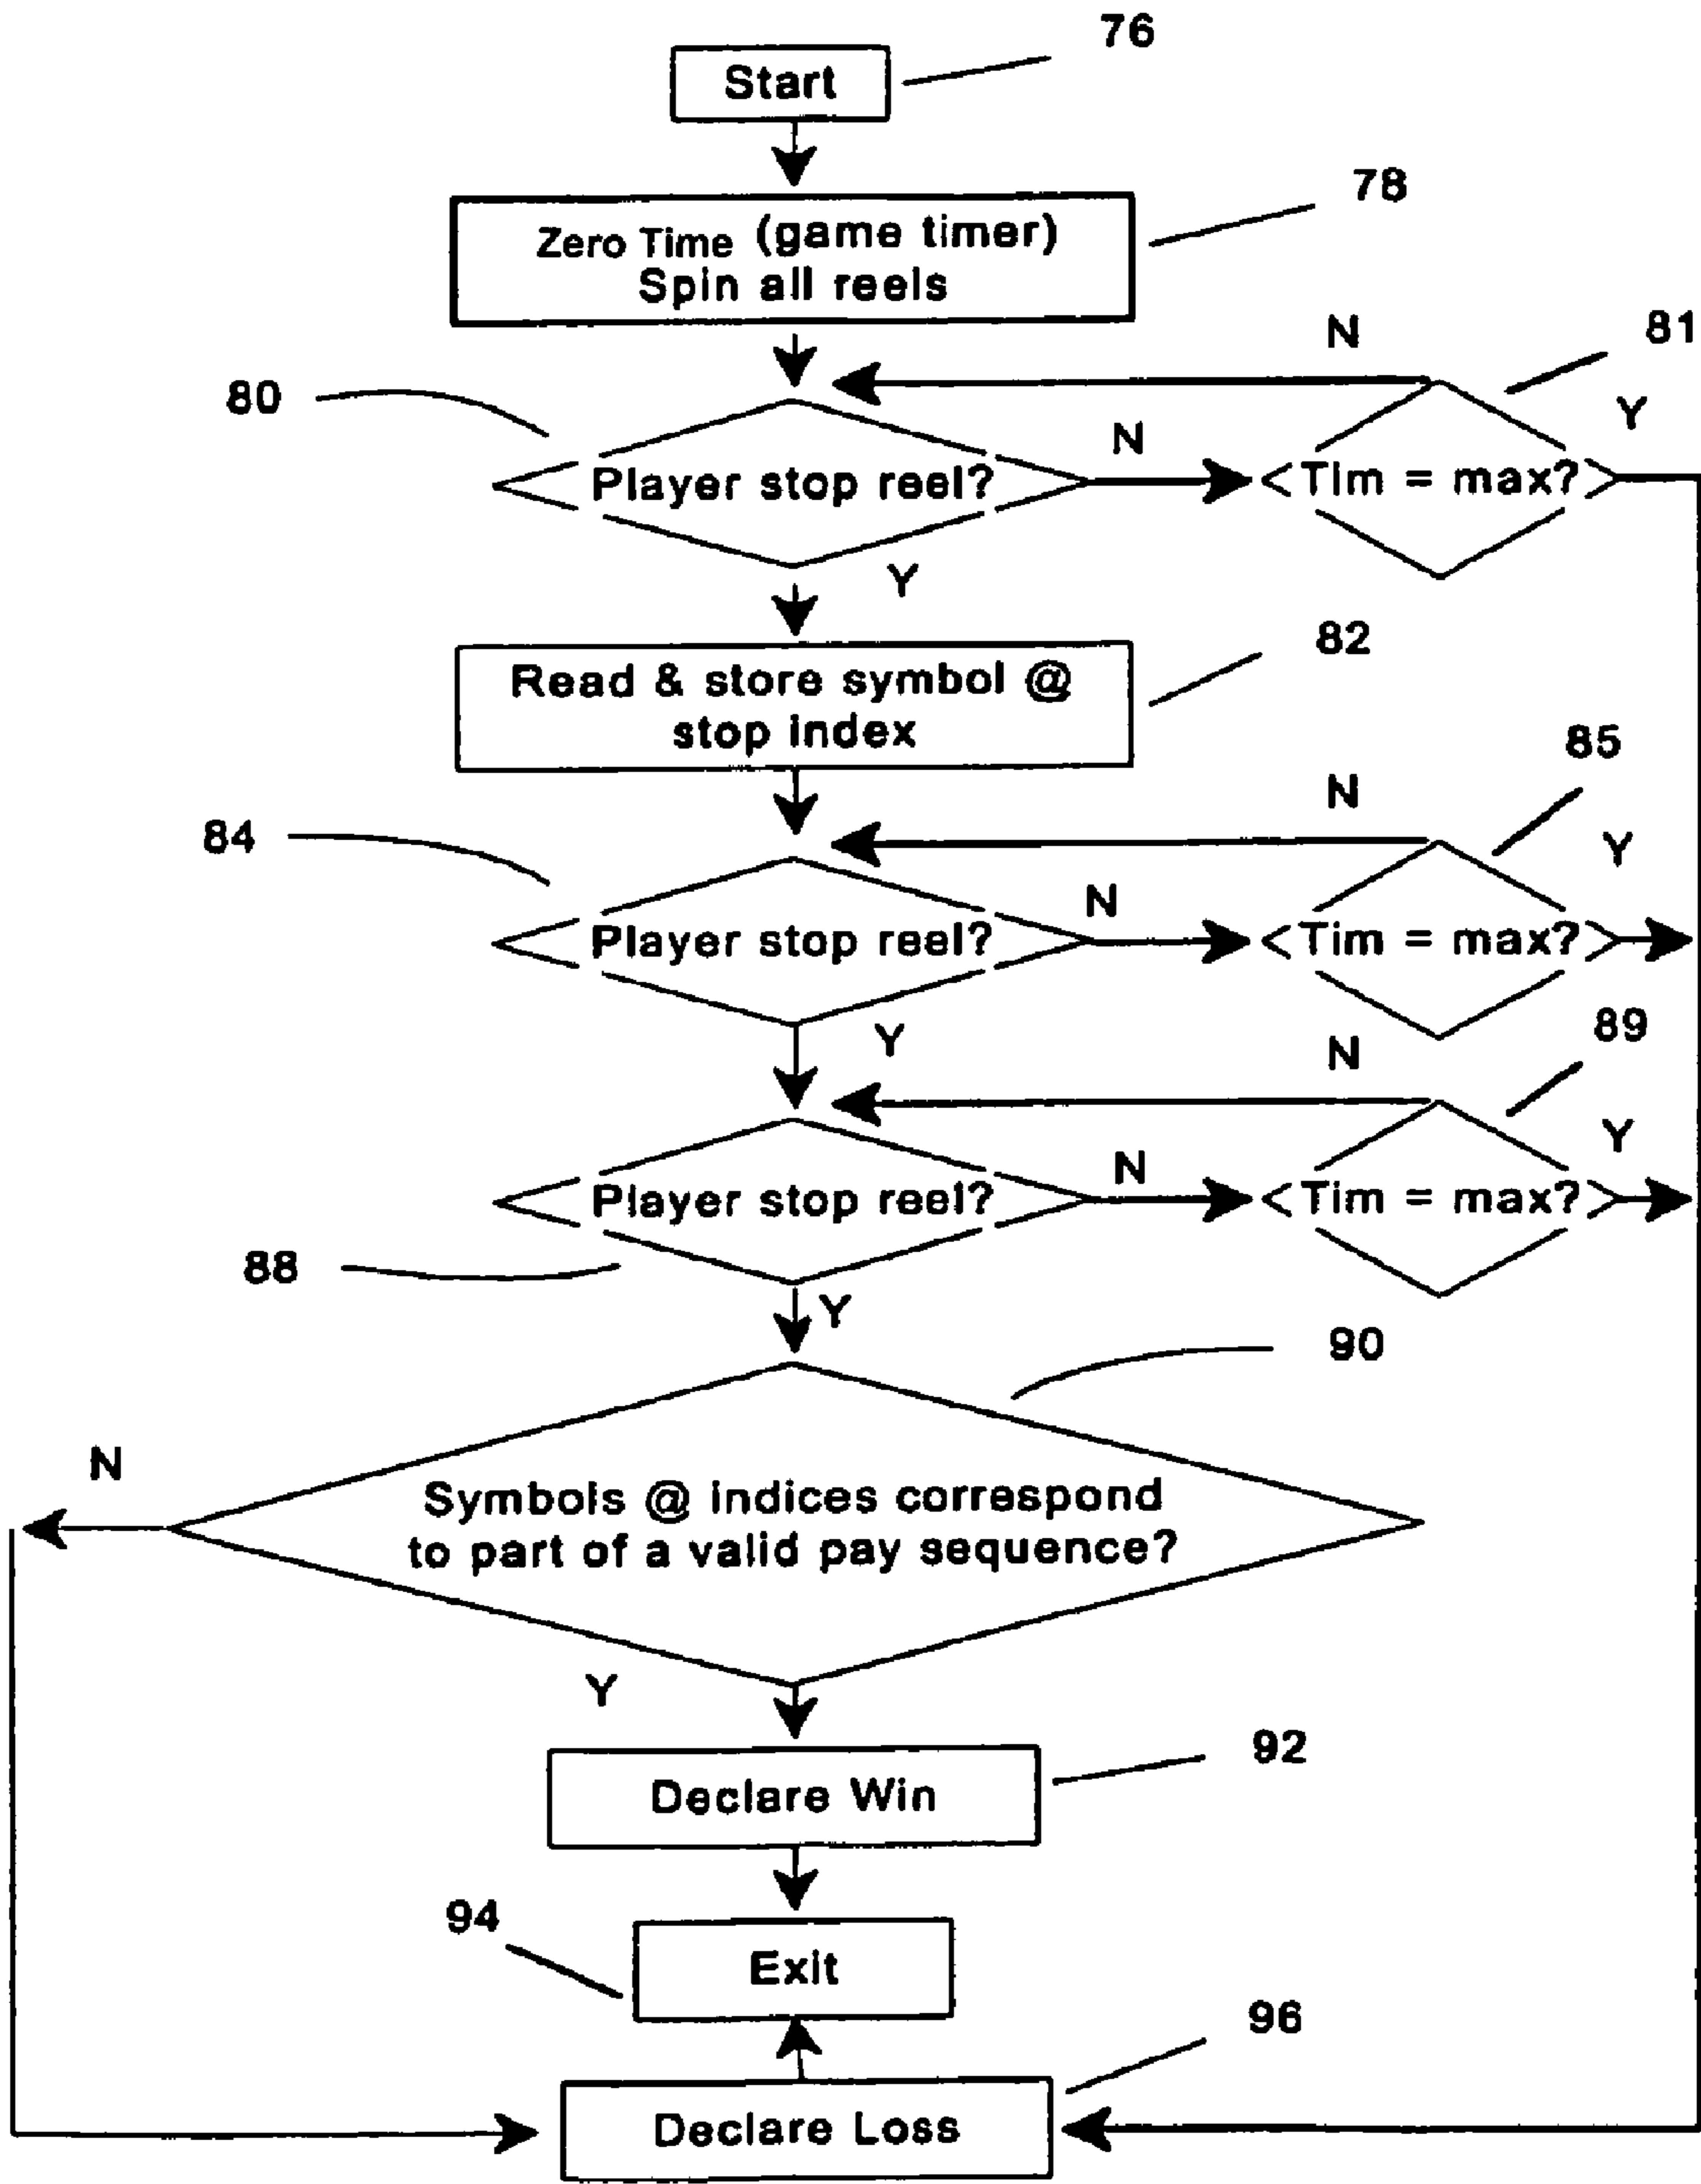 76
Start
78
Zero Time (game timer)
Spin all reels
N
81
80
Y
N
Player stop reel?
<Tim = max?>
Y
82
Read & store symbol @
stop index
85
N
84
Y
N
Player stop reel?
<Tim = max?>
Y
89
N
Y
N
Player stop reel?
<Tim = max?>
88
Y
90
N
Symbols @ indices correspond
to part of a valid pay sequence?
Y
92
Declare Win
94
Exit
96
Declare Loss